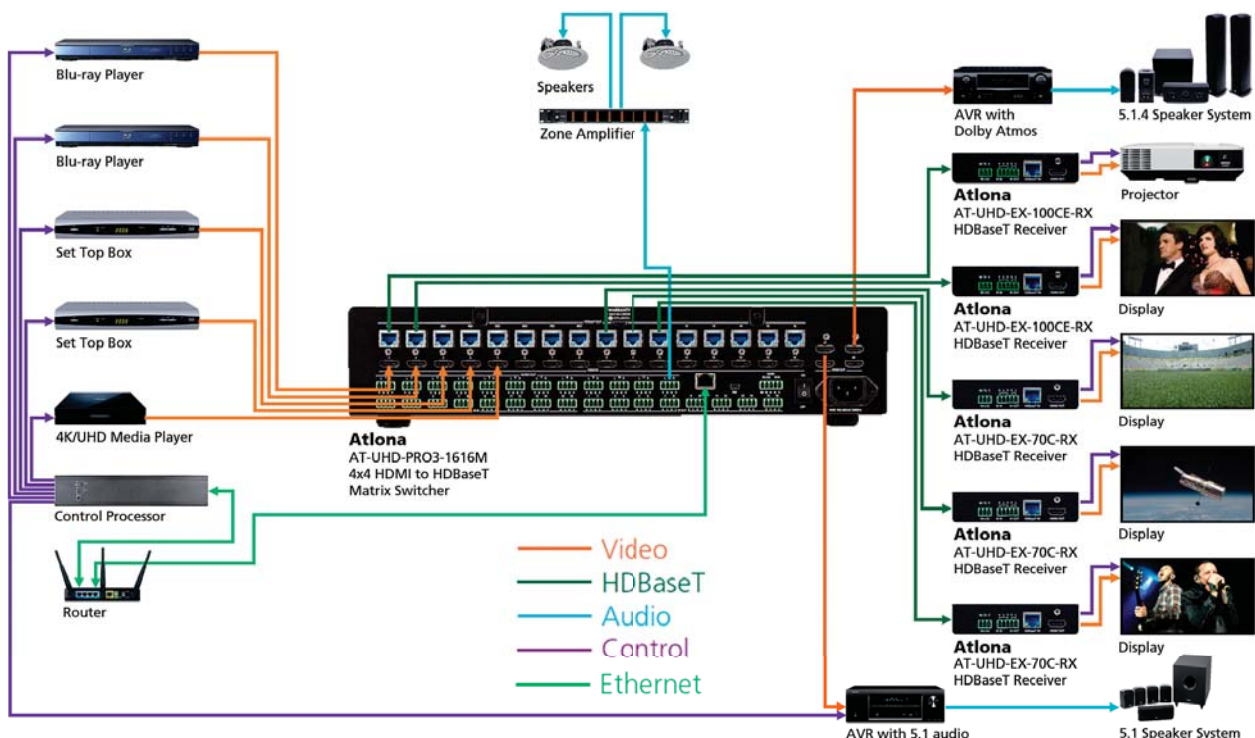 Blu-ray Player
Blu-ray Player
Set Top Box
Set Top Box
4K/UHD Media Player
Control Processor
Router
Speakers
Zone Amplifier
Atlona
AT-UHD-PRO3-1616M
4x4 HDMI to HDBaseT
Matrix Switcher
Video
HDBaseT
Audio
Control
Ethernet
AVR with
Dolby Atmos
5.1.4 Speaker System
Atlona
AT-UHD-EX-100CE-RX
HDBaseT Receiver
Projector
Atlona
AT-UHD-EX-100CE-RX
HDBaseT Receiver
Display
Atlona
AT-UHD-EX-70C-RX
HDBaseT Receiver
Display
Atlona
AT-UHD-EX-70C-RX
HDBaseT Receiver
Display
Atlona
AT-UHD-EX-70C-RX
HDBaseT Receiver
Display
AVR with 5.1 audio
5.1 Speaker System